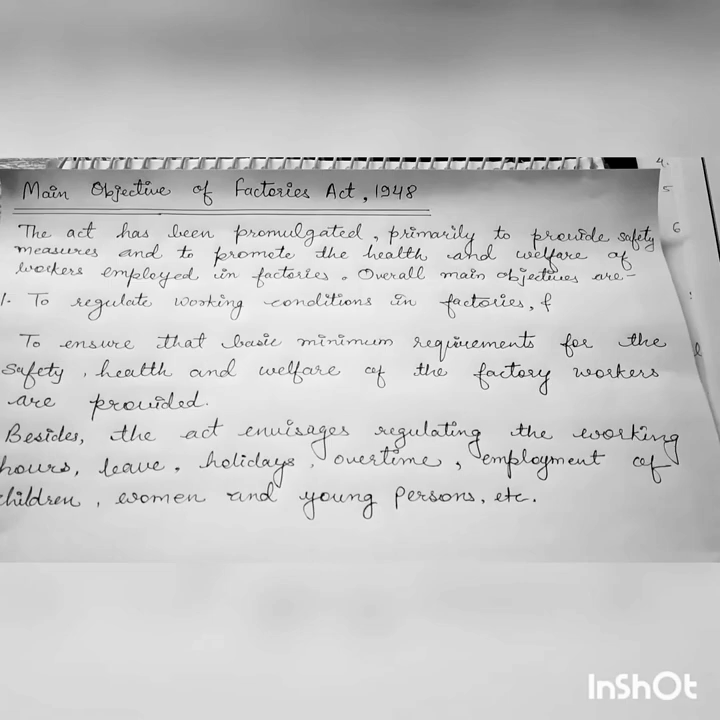 Main Objective of Factories Act, 1948
The act has been promulgated, primarily to provide safety
measures and to promote the health and welfare of
workers employed in factories. Overall main objectives are-
1. To regulate working conditions in factories, &
To ensure that basic minimum requirements for the
safety, health and welfare of the factory workers
are provided.
Besides, the act envisages regulating the working
hours, leave, holidays, overtime, employment of
children, women and young persons, etc.
4.
5
6
InShOt